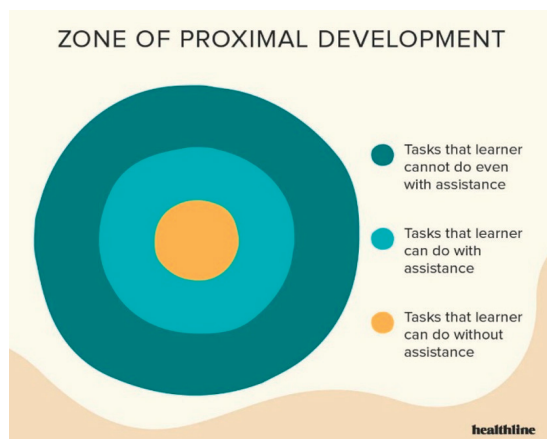 ZONE OF PROXIMAL DEVELOPMENT
Tasks that learner
cannot do even
with assistance
Tasks that learner
can do with
assistance
Tasks that learner
can do without
assistance
healthline